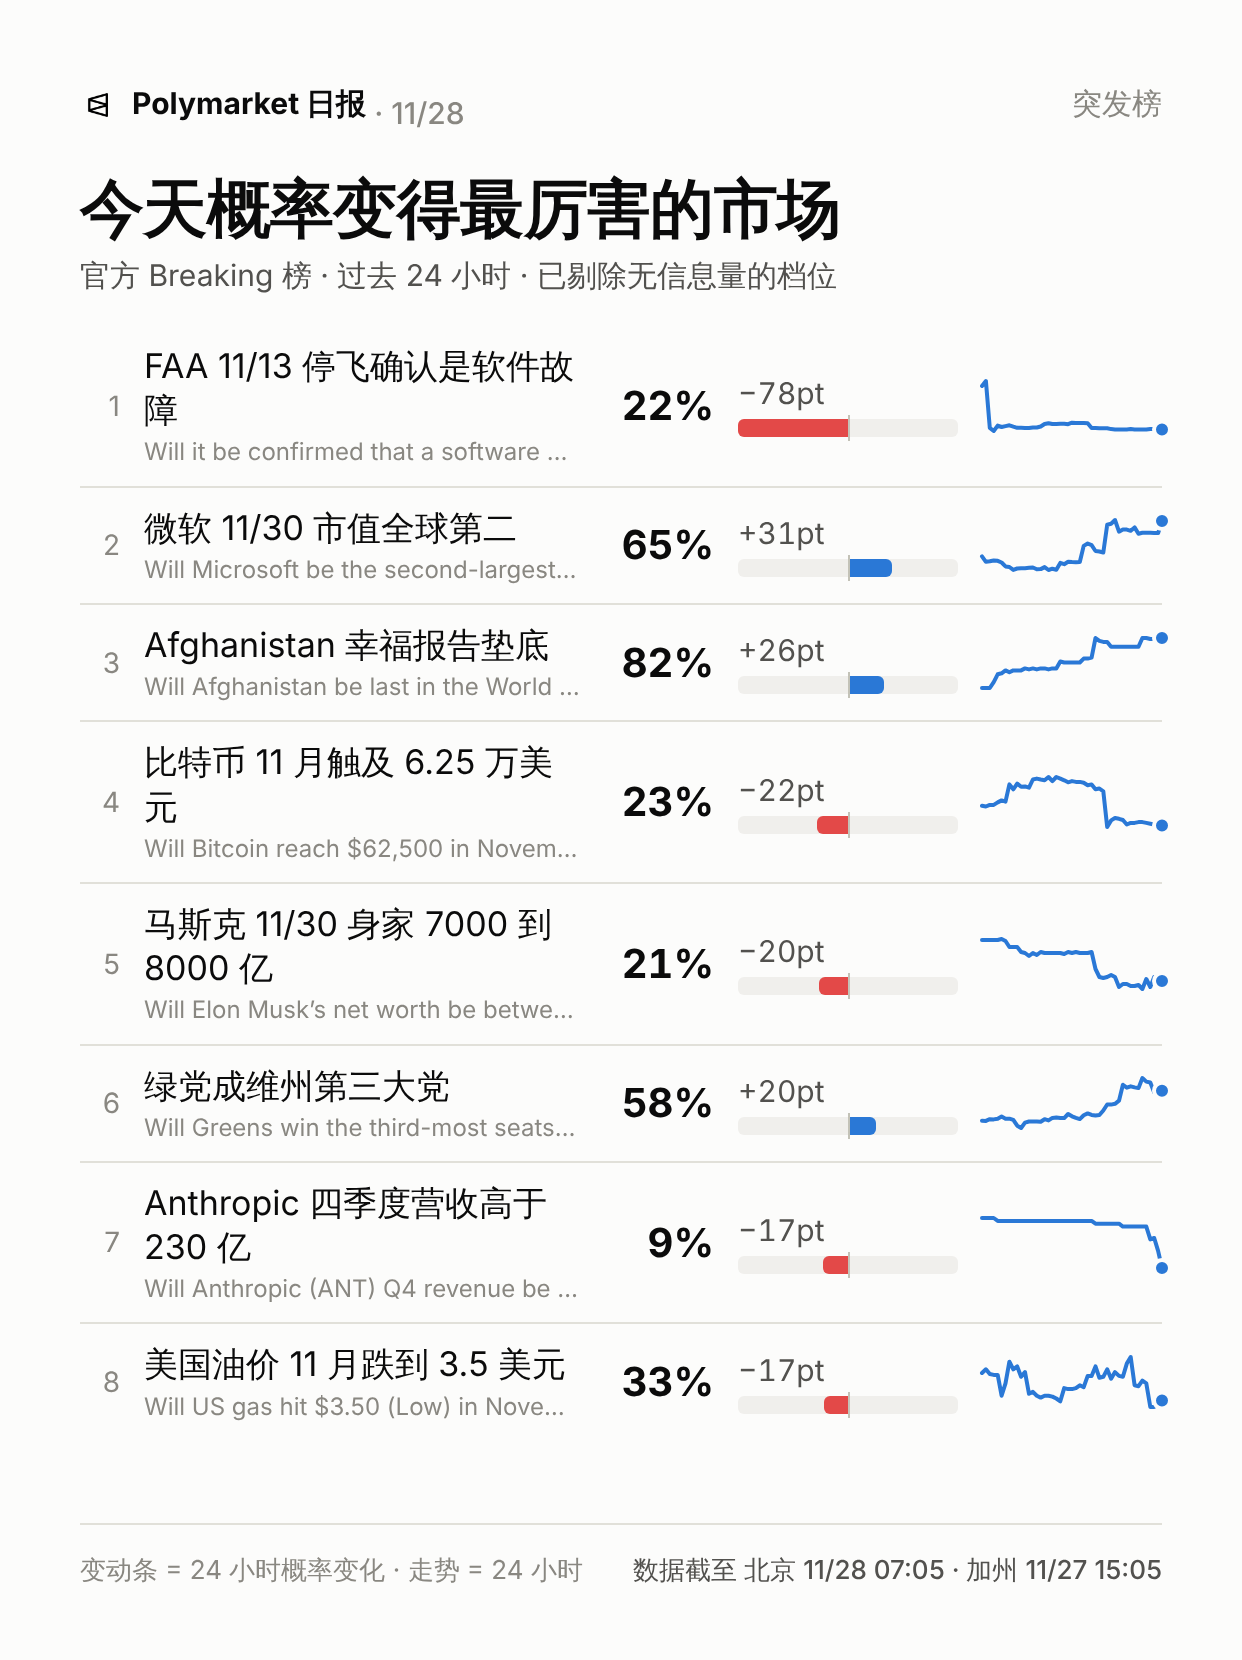 Polymarket 日报 · 11/28
突发榜
今天概率变得最厉害的市场
官方 Breaking 榜 · 过去 24 小时 · 已剔除无信息量的档位
1
FAA 11/13 停飞确认是软件故
障
Will it be confirmed that a software ...
22%
−78pt
2
微软 11/30 市值全球第二
Will Microsoft be the second-largest...
65%
+31pt
3
Afghanistan 幸福报告垫底
Will Afghanistan be last in the World ...
82%
+26pt
4
比特币 11 月触及 6.25 万美
元
Will Bitcoin reach $62,500 in Novem...
23%
−22pt
5
马斯克 11/30 身家 7000 到
8000 亿
Will Elon Musk’s net worth be betwe...
21%
−20pt
6
绿党成维州第三大党
Will Greens win the third-most seats...
58%
+20pt
7
Anthropic 四季度营收高于
230 亿
Will Anthropic (ANT) Q4 revenue be ...
9%
−17pt
8
美国油价 11 月跌到 3.5 美元
Will US gas hit $3.50 (Low) in Nove...
33%
−17pt
变动条 = 24 小时概率变化 · 走势 = 24 小时
数据截至 北京 11/28 07:05 · 加州 11/27 15:05